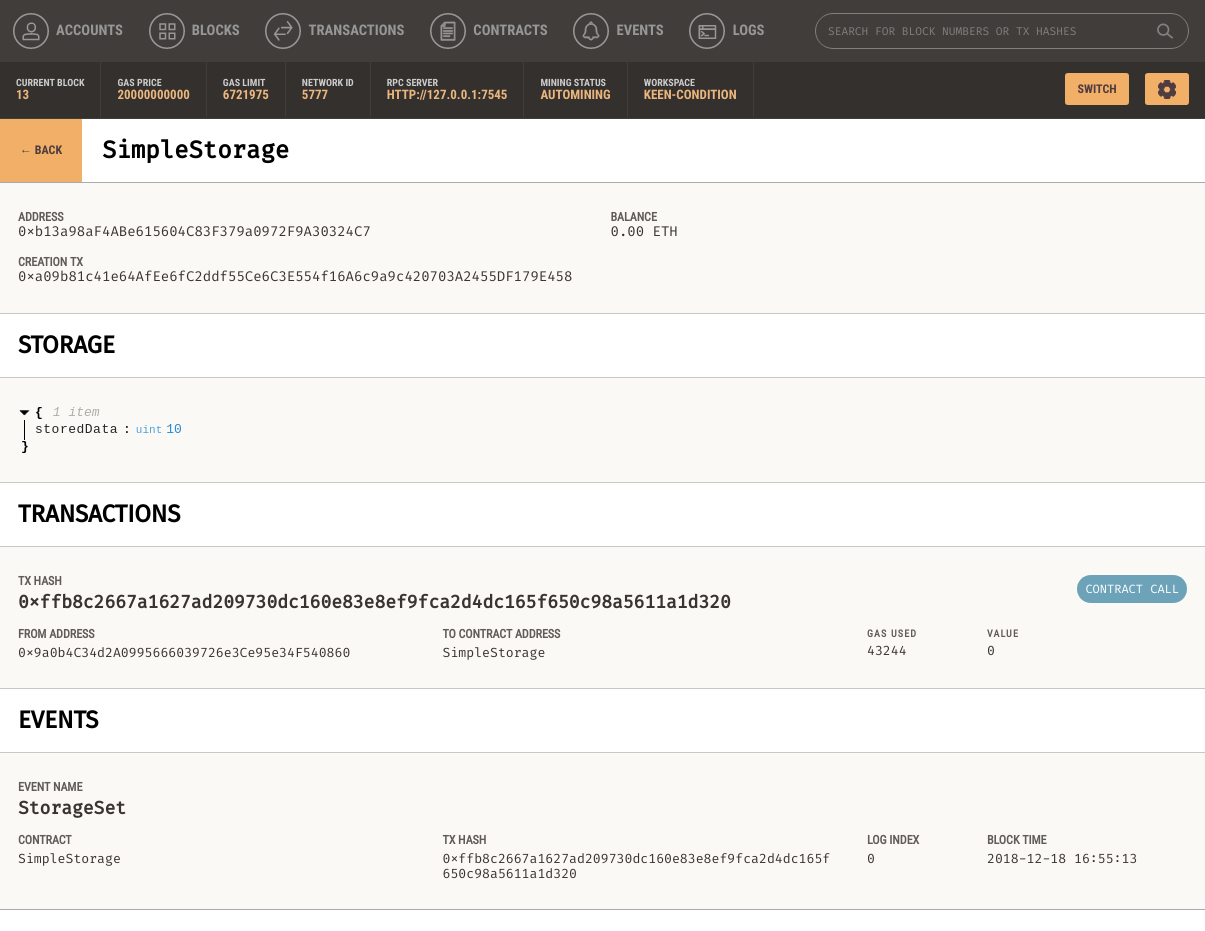 ACCOUNTS BLOCKS TRANSACTIONS CONTRACTS EVENTS LOGS SEARCH FOR BLOCK NUMBERS OR TX HASHES
CURRENT BLOCK GAS PRICE GAS LIMIT NETWORK ID RPC SERVER MINING STATUS WORKSPACE
13 20000000000 6721975 5777 HTTP://127.0.0.1:7545 AUTOMINING KEEN-CONDITION SWITCH
← BACK SimpleStorage
ADDRESS BALANCE
0×b13a98aF4ABe615604C83F379a0972F9A30324C7 0.00 ETH
CREATION TX
0×a09b81c41e64AfEe6fC2ddf55Ce6C3E554f16A6c9a9c420703A2455DF179E458
STORAGE
{ 1 item
storedData : uint 10
}
TRANSACTIONS
TX HASH
0×ffb8c2667a1627ad209730dc160e83e8ef9fca2d4dc165f650c98a5611a1d320 CONTRACT CALL
FROM ADDRESS TO CONTRACT ADDRESS GAS USED VALUE
0×9a0b4C34d2A0995666039726e3Ce95e34F540860 SimpleStorage 43244 0
EVENTS
EVENT NAME
StorageSet
CONTRACT TX HASH LOG INDEX BLOCK TIME
SimpleStorage 0×ffb8c2667a1627ad209730dc160e83e8ef9fca2d4dc165f 0 2018-12-18 16:55:13
650c98a5611a1d320